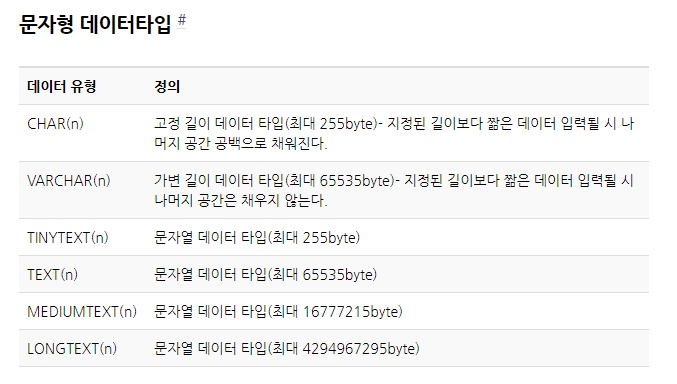 문자형 데이터타입 #
데이터 유형 정의
CHAR(n) 고정 길이 데이터 타입(최대 255byte)- 지정된 길이보다 짧은 데이터 입력될 시 나
머지 공간 공백으로 채워진다.
VARCHAR(n) 가변 길이 데이터 타입(최대 65535byte)- 지정된 길이보다 짧은 데이터 입력될 시
나머지 공간은 채우지 않는다.
TINYTEXT(n) 문자열 데이터 타입(최대 255byte)
TEXT(n) 문자열 데이터 타입(최대 65535byte)
MEDIUMTEXT(n) 문자열 데이터 타입(최대 16777215byte)
LONGTEXT(n) 문자열 데이터 타입(최대 4294967295byte)